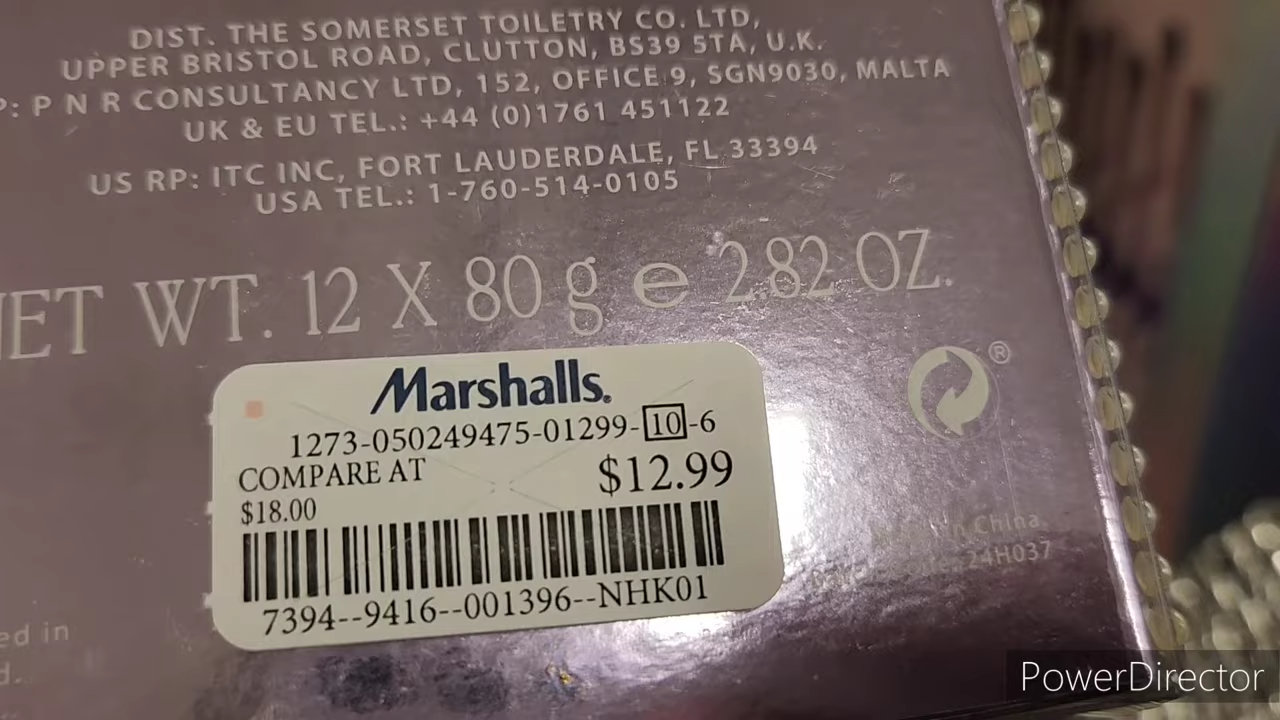 DIST. THE SOMERSET TOILETRY CO. LTD,
UPPER BRISTOL ROAD, CLUTTON, BS39 5TA, U.K.
P: P N R CONSULTANCY LTD, 152, OFFICE 9, SGN9030, MALTA
UK & EU TEL.: +44 (0)1761 451122
US RP: ITC INC, FORT LAUDERDALE, FL 33394
USA TEL.: 1-760-514-0105
NET WT. 12 X 80 g e 2.82 OZ.
®
Marshalls.
1273-050249475-01299-10-6
COMPARE AT
$12.99
$18.00
7394--9416--001396--NHK01
in China
24H037
ed in
d.
PowerDirector